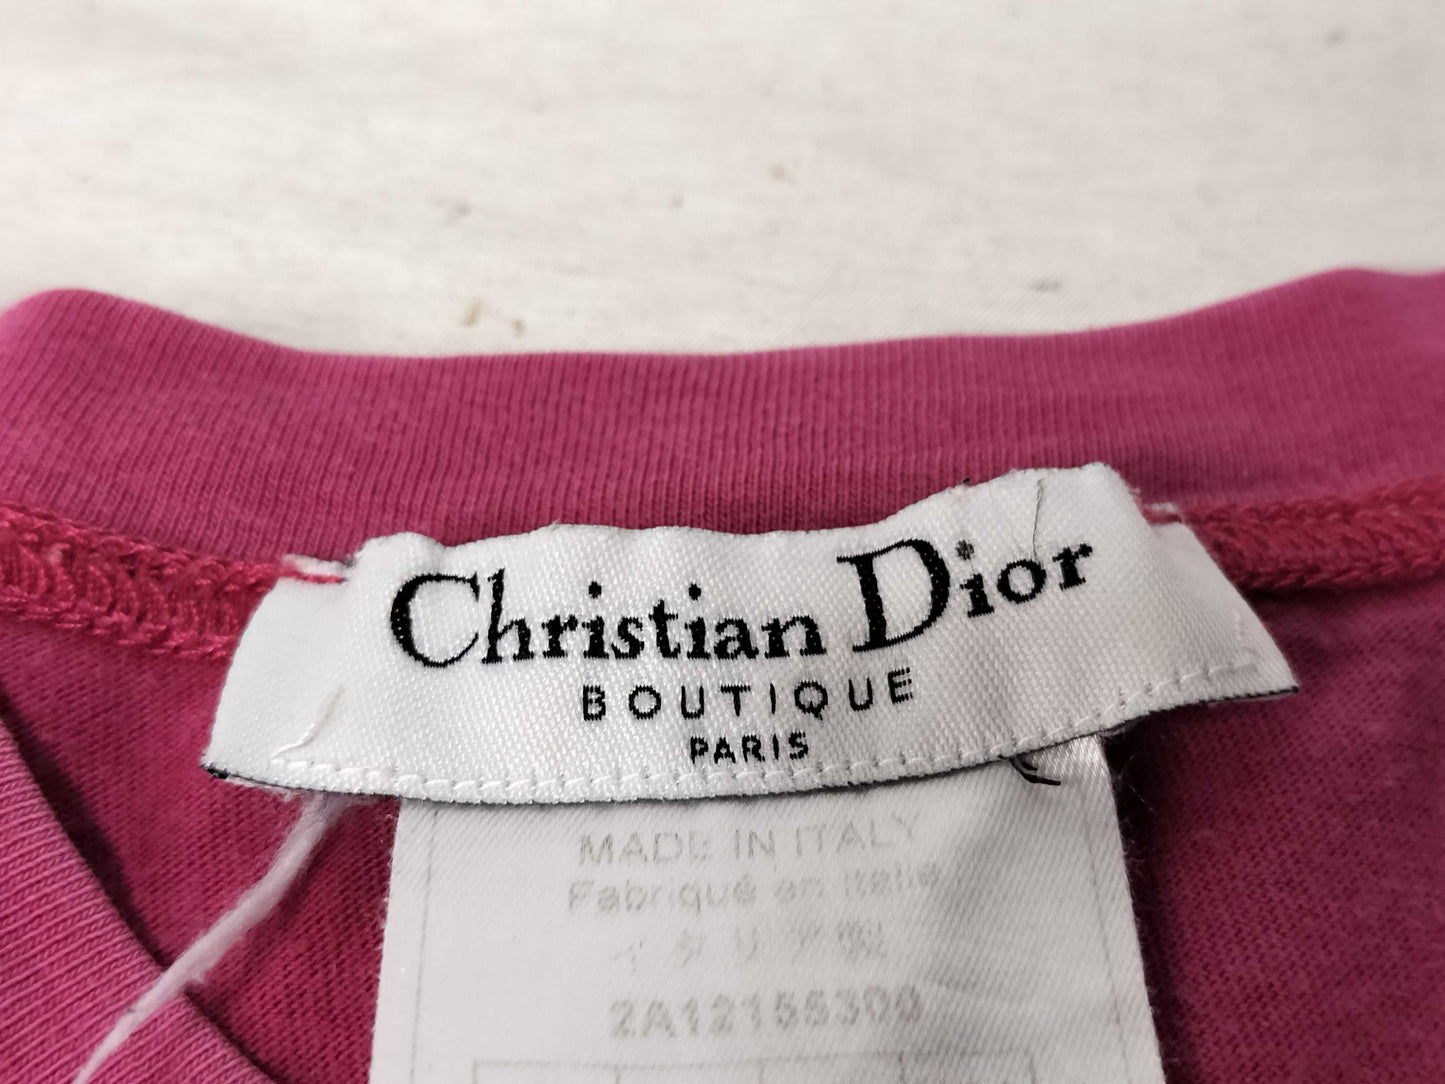 Christian Dior
BOUTIQUE
PARIS
MADE IN ITALY
Fabriqué en Italie
イタリア製
2A12155300